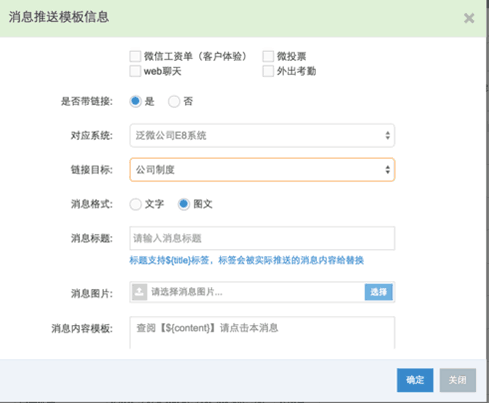 消息推送模板信息
微信工资单（客户体验） 微投票
web聊天 外出考勤
是否带链接: 是 否
对应系统: 泛微公司E8系统
链接目标: 公司制度
消息格式: 文字 图文
消息标题: 请输入消息标题
标题支持${title}标签，标签会被实际推送的消息内容给替换
消息图片: 请选择消息图片... 选择
消息内容模板: 查阅【${content}】请点击本消息
确定 关闭